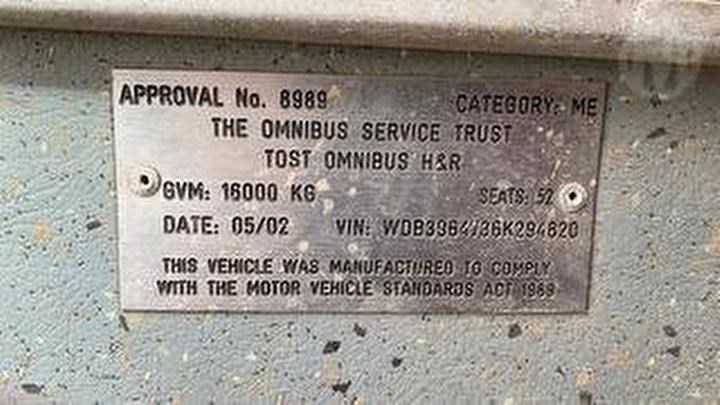 APPROVAL No. 8989 CATEGORY: ME
THE OMNIBUS SERVICE TRUST
TOST OMNIBUS H&R
GVM: 16000 KG SEATS: 52
DATE: 05/02 VIN:
THIS VEHICLE WAS MANUFACTURED TO COMPLY
WITH THE MOTOR VEHICLE STANDARDS ACT 1989